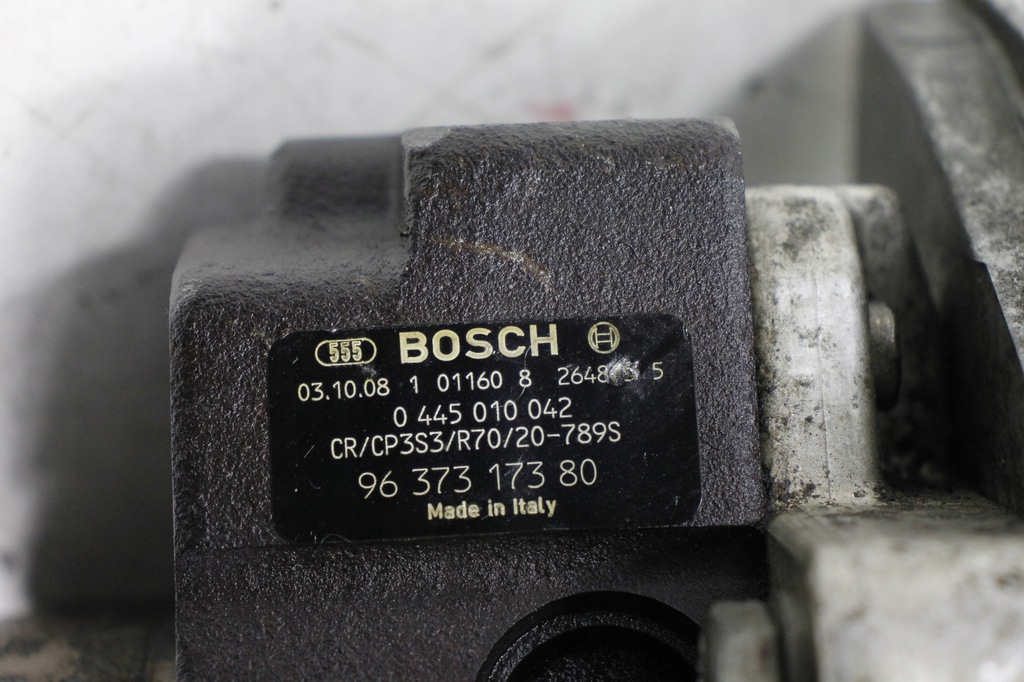 555 BOSCH
03.10.08 1 01160 8 5
0 445 010 042
CR/CP3S3/R70/20-789S
96 373 173 80
Made in Italy